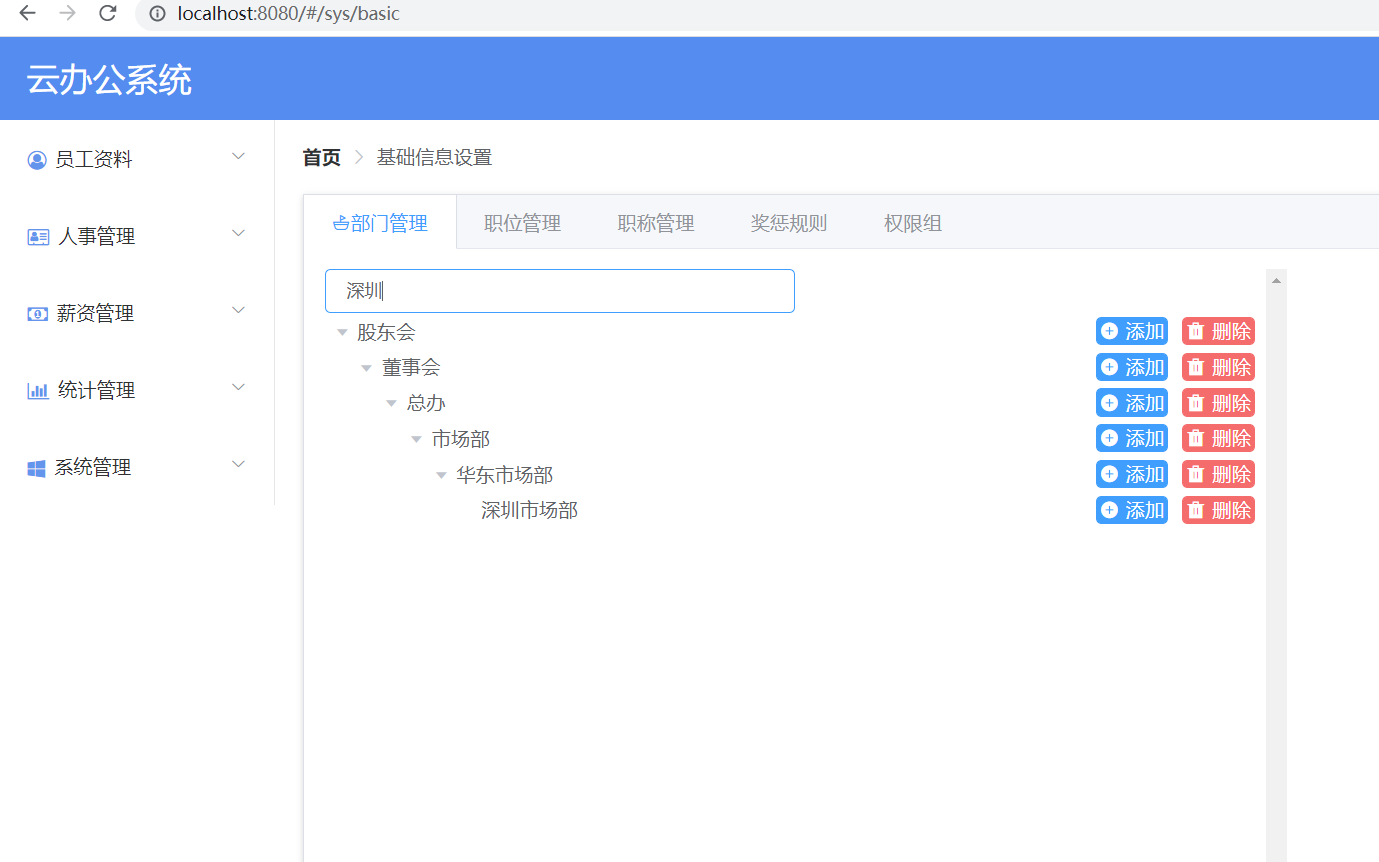 localhost:8080/#/sys/basic
云办公系统
员工资料
人事管理
薪资管理
统计管理
系统管理
首页 基础信息设置
部门管理 职位管理 职称管理 奖惩规则 权限组
深圳
股东会 添加 删除
董事会 添加 删除
总办 添加 删除
市场部 添加 删除
华东市场部 添加 删除
深圳市场部 添加 删除